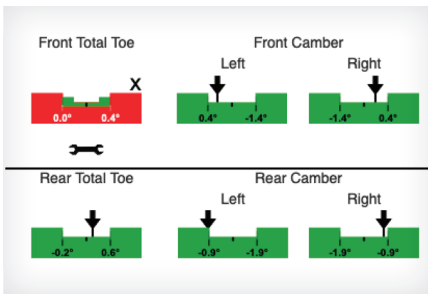 Front Total Toe
Front Camber
Left
Right
X
0.0° 0.4°
0.4° -1.4°
-1.4° 0.4°
Rear Total Toe
Rear Camber
Left
Right
-0.2° 0.6°
-0.9° -1.9°
-1.9° -0.9°